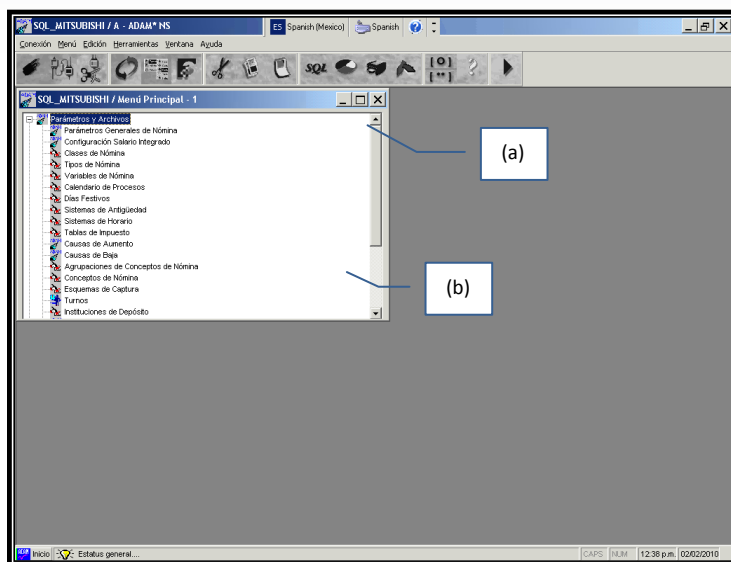 SQL_MITSUBISHI / A - ADAM* NS
ES Spanish (Mexico) Spanish
Conexión Menú Edición Herramientas Ventana Ayuda
SQL
SQL_MITSUBISHI / Menú Principal - 1
Parámetros y Archivos
Parámetros Generales de Nómina
Configuración Salario Integrado
Clases de Nómina
Tipos de Nómina
Variables de Nómina
Calendario de Procesos
Días Festivos
Sistemas de Antigüedad
Sistemas de Horario
Tablas de Impuesto
Causas de Aumento
Causas de Baja
Agrupaciones de Conceptos de Nómina
Conceptos de Nómina
Esquemas de Captura
Turnos
Instituciones de Depósito
(a)
(b)
Inicio Estatus general.... CAPS NUM 12:38 p.m. 02/02/2010